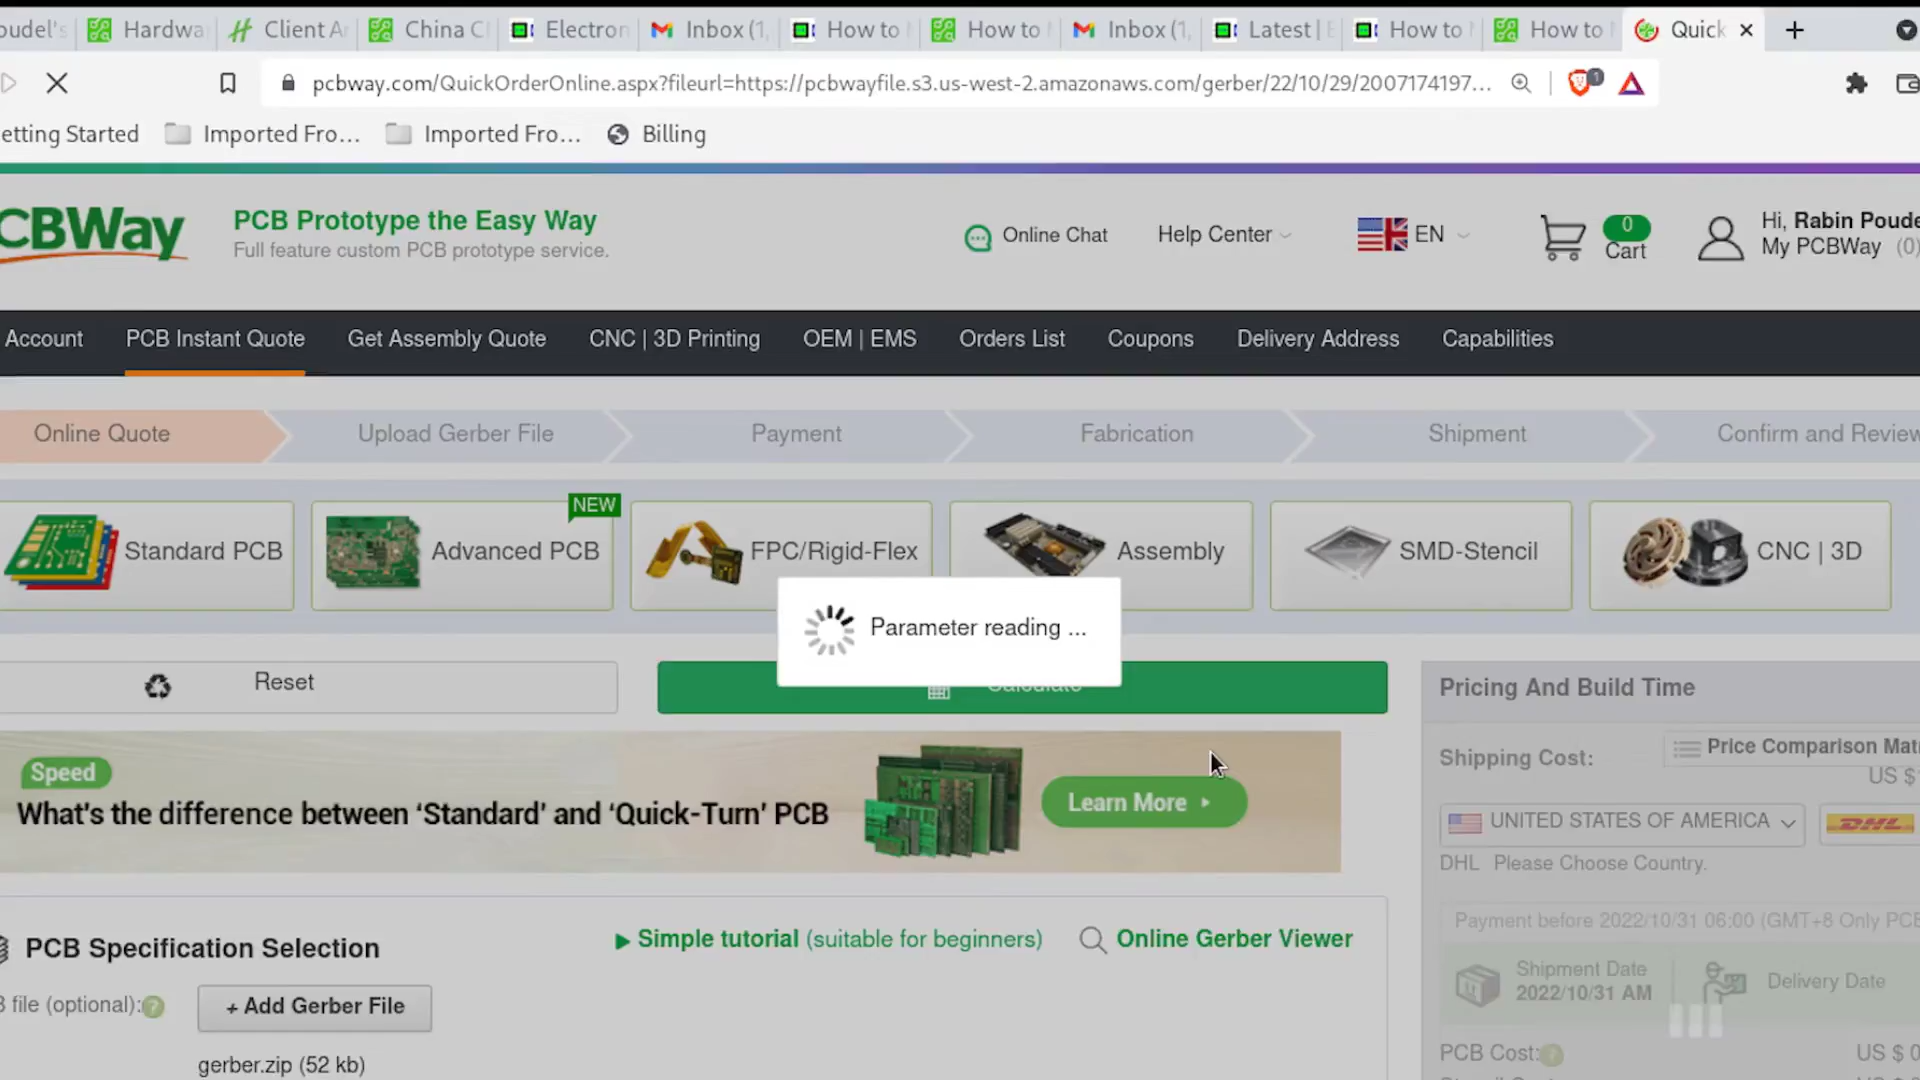 oudel's
Hardwa
Client Ar
China C
Electron
Inbox (1,
How to
How to
Inbox (1,
Latest | E
How to
How to
Quick
pcbway.com/QuickOrderOnline.aspx?fileurl=https://pcbwayfile.s3.us-west-2.amazonaws.com/gerber/22/10/29/2007174197...
1
etting Started
Imported Fro...
Imported Fro...
Billing
CBWay
PCB Prototype the Easy Way
Full feature custom PCB prototype service.
Online Chat
Help Center
EN
0
Cart
Hi, Rabin Poude
My PCBWay (0)
Account
PCB Instant Quote
Get Assembly Quote
CNC | 3D Printing
OEM | EMS
Orders List
Coupons
Delivery Address
Capabilities
Online Quote
Upload Gerber File
Payment
Fabrication
Shipment
Confirm and Review
Standard PCB
NEW
Advanced PCB
FPC/Rigid-Flex
Assembly
SMD-Stencil
CNC | 3D
Parameter reading ...
Reset
Calculate
Pricing And Build Time
Speed
What's the difference between ‘Standard’ and ‘Quick-Turn’ PCB
Learn More
Shipping Cost:
Price Comparison Mat
US $
UNITED STATES OF AMERICA
DHL
DHL Please Choose Country.
Payment before 2022/10/31 06:00 (GMT+8 Only PCB
Shipment Date
2022/10/31 AM
Delivery Date
PCB Specification Selection
Simple tutorial (suitable for beginners)
Online Gerber Viewer
B file (optional):
+ Add Gerber File
gerber.zip (52 kb)
PCB Cost:
US $ 0